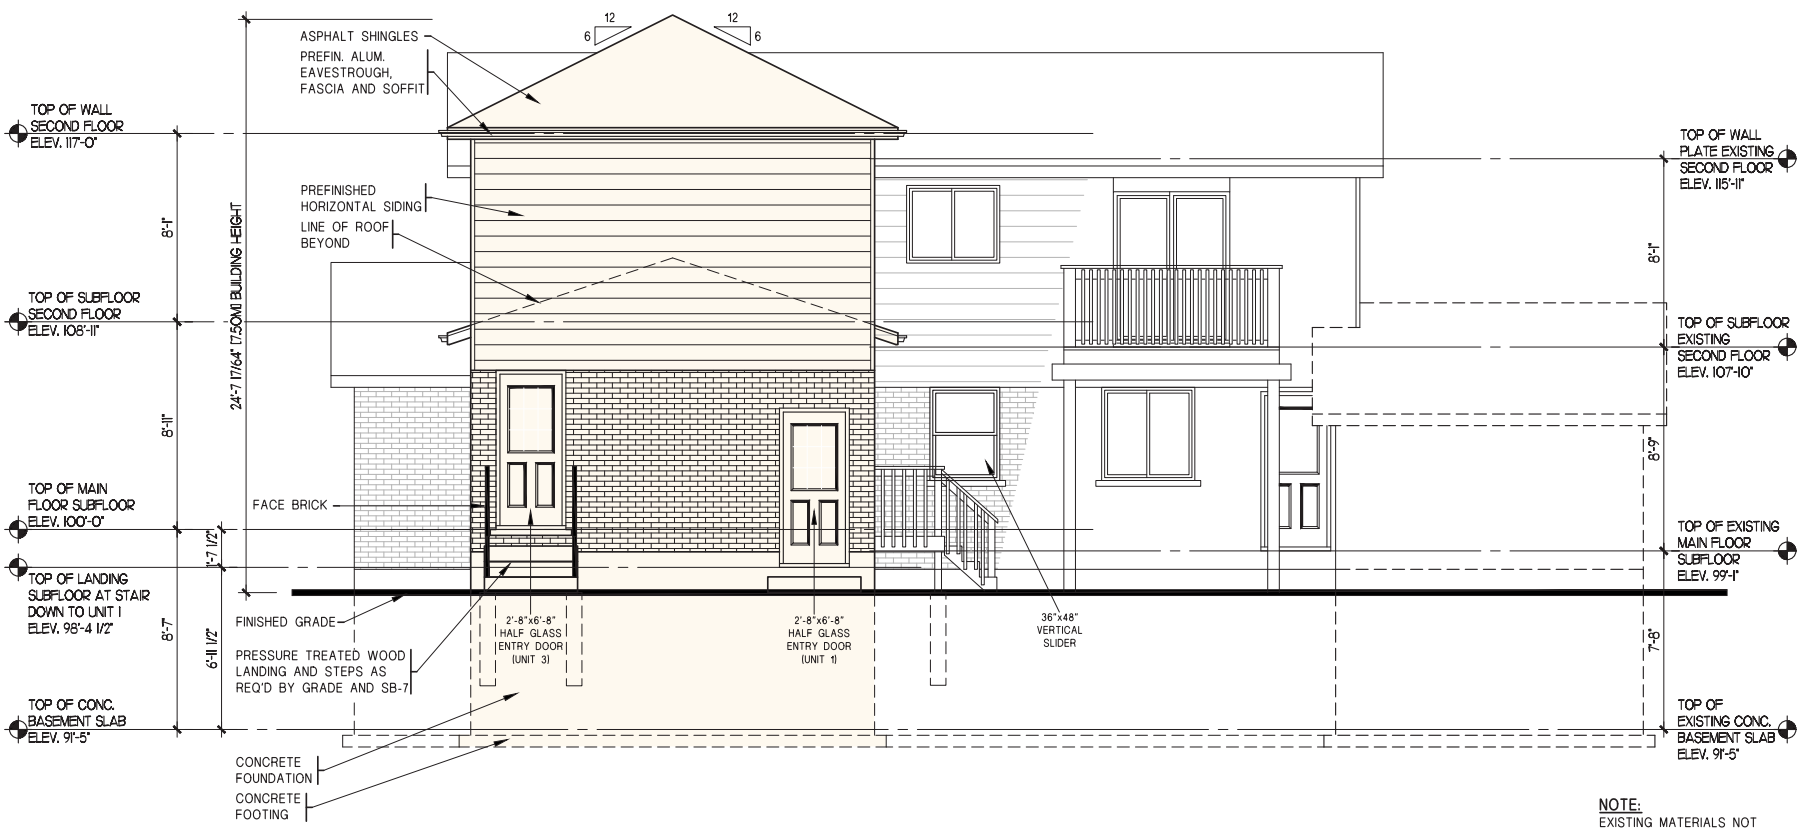 12
6
12
6
ASPHALT SHINGLES
PREFIN. ALUM.
EAVESTROUGH,
FASCIA AND SOFFIT
TOP OF WALL
SECOND FLOOR
ELEV. 117'-0"
TOP OF WALL
PLATE EXISTING
SECOND FLOOR
ELEV. 115'-11"
PREFINISHED
HORIZONTAL SIDING
LINE OF ROOF
BEYOND
8'-1"
24'-7 17/64" [7.50M] BUILDING HEIGHT
8'-1"
TOP OF SUBFLOOR
SECOND FLOOR
ELEV. 108'-11"
TOP OF SUBFLOOR
EXISTING
SECOND FLOOR
ELEV. 107'-10"
8'-11"
8'-9"
TOP OF MAIN
FLOOR SUBFLOOR
ELEV. 100'-0"
FACE BRICK
TOP OF EXISTING
MAIN FLOOR
SUBFLOOR
ELEV. 99'-1"
1'-7 1/2"
TOP OF LANDING
SUBFLOOR AT STAIR
DOWN TO UNIT 1
ELEV. 98'-4 1/2"
8'-7"
6'-11 1/2"
7'-8"
FINISHED GRADE
2'-8"x6'-8"
HALF GLASS
ENTRY DOOR
(UNIT 3)
2'-8"x6'-8"
HALF GLASS
ENTRY DOOR
(UNIT 1)
36"x48"
VERTICAL
SLIDER
PRESSURE TREATED WOOD
LANDING AND STEPS AS
REQ'D BY GRADE AND SB-7
TOP OF CONC.
BASEMENT SLAB
ELEV. 91'-5"
TOP OF
EXISTING CONC.
BASEMENT SLAB
ELEV. 91'-5"
CONCRETE
FOUNDATION
CONCRETE
FOOTING
NOTE:
EXISTING MATERIALS NOT